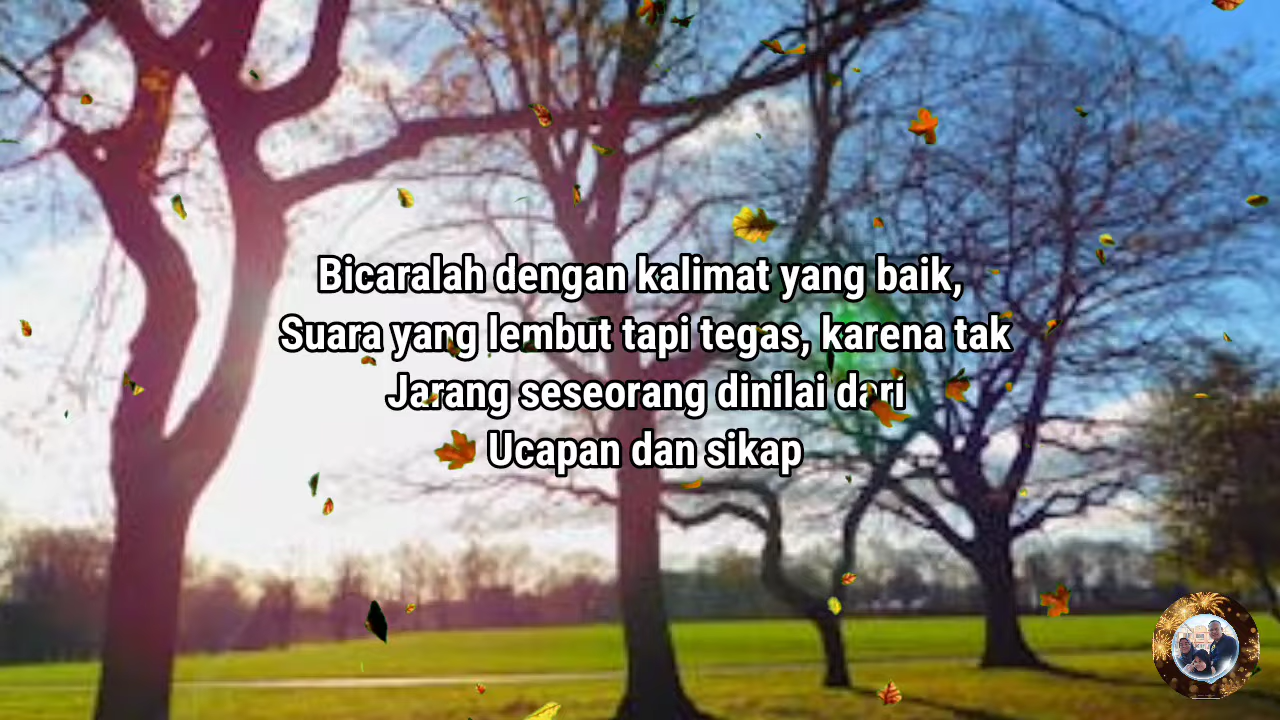 Bicaralah dengan kalimat yang baik,
Suara yang lembut tapi tegas, karena tak
Jarang seseorang dinilai dari
Ucapan dan sikap